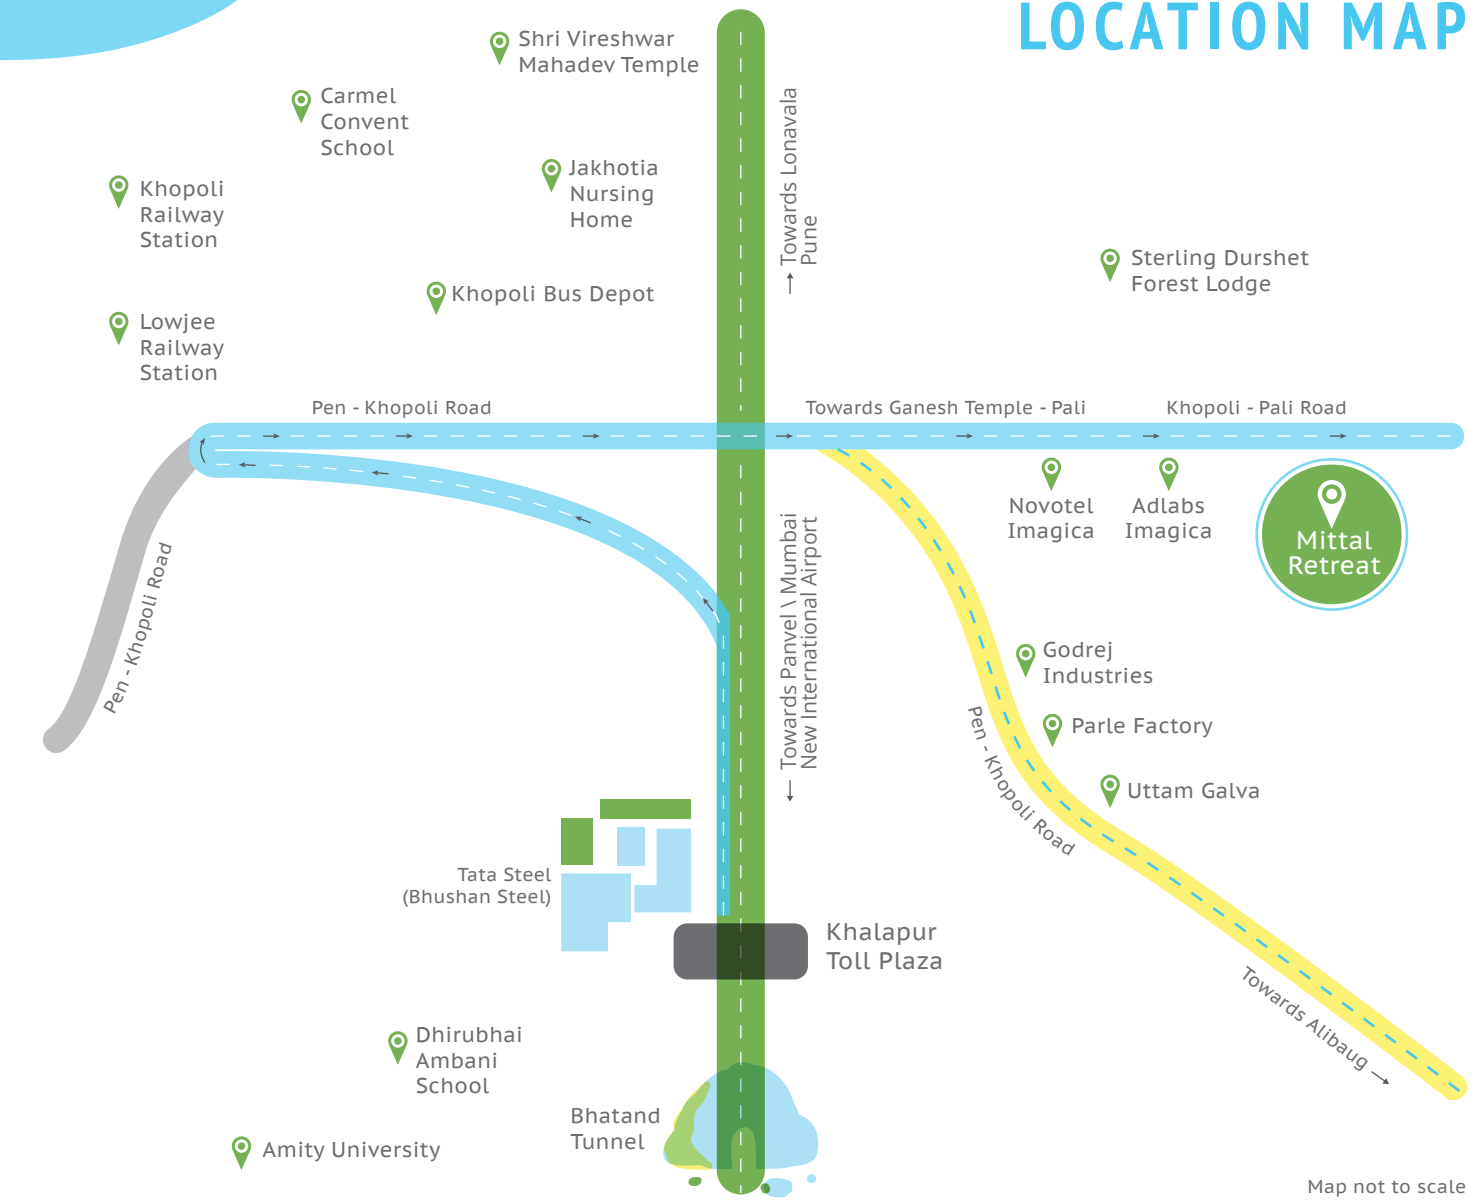 LOCATION MAP
Shri Vireshwar
Mahadev Temple
Carmel
Convent
School
Jakhotia
Nursing
Home
Khopoli
Railway
Station
Towards Lonavala
Pune
Sterling Durshet
Forest Lodge
Khopoli Bus Depot
Lowjee
Railway
Station
Pen - Khopoli Road
Towards Ganesh Temple - Pali
Khopoli - Pali Road
Novotel
Imagica
Adlabs
Imagica
Mittal
Retreat
Pen - Khopoli Road
Towards Panvel \ Mumbai
New International Airport
Godrej
Industries
Parle Factory
Uttam Galva
Pen - Khopoli Road
Tata Steel
(Bhushan Steel)
Khalapur
Toll Plaza
Towards Alibaug
Dhirubhai
Ambani
School
Bhatand
Tunnel
Amity University
Map not to scale